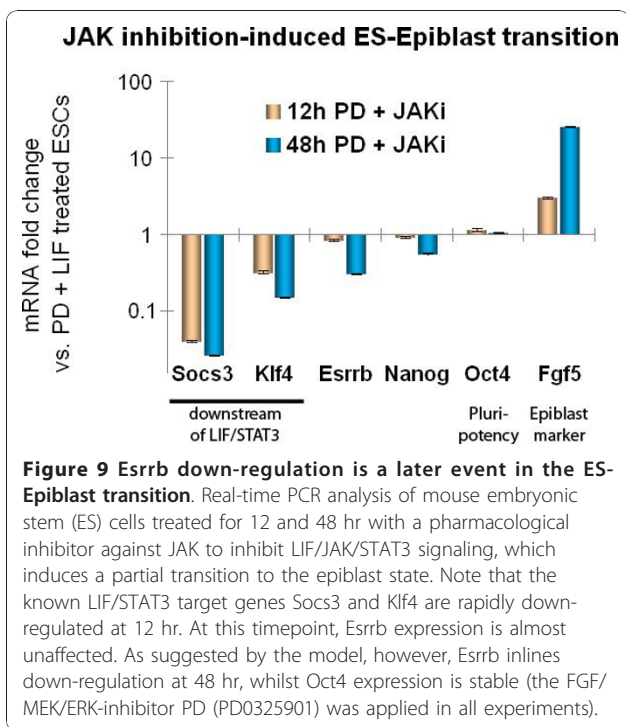 JAK inhibition-induced ES-Epiblast transition
mRNA fold change
vs. PD + LIF treated ESCs
100
10
1
0.1
12h PD + JAKi
48h PD + JAKi
Socs3 Klf4 Esrrb Nanog Oct4 Fgf5
downstream
of LIF/STAT3
Pluri-
potency
Epiblast
marker
Figure 9 Esrrb down-regulation is a later event in the ES-
Epiblast transition. Real-time PCR analysis of mouse embryonic
stem (ES) cells treated for 12 and 48 hr with a pharmacological
inhibitor against JAK to inhibit LIF/JAK/STAT3 signaling, which
induces a partial transition to the epiblast state. Note that the
known LIF/STAT3 target genes Socs3 and Klf4 are rapidly down-
regulated at 12 hr. At this timepoint, Esrrb expression is almost
unaffected. As suggested by the model, however, Esrrb inlines
down-regulation at 48 hr, whilst Oct4 expression is stable (the FGF/
MEK/ERK-inhibitor PD (PD0325901) was applied in all experiments).